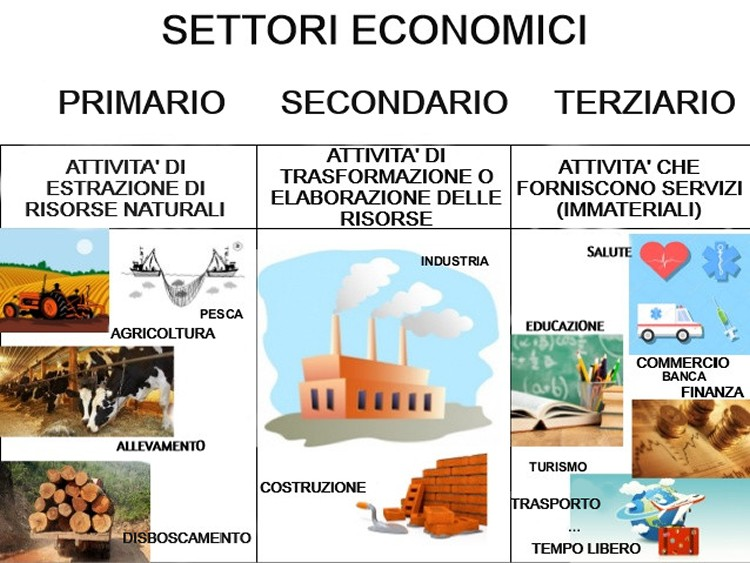 SETTORI ECONOMICI
PRIMARIO
SECONDARIO
TERZIARIO
ATTIVITA' DI
ESTRAZIONE DI
RISORSE NATURALI
ATTIVITA' DI
TRASFORMAZIONE O
ELABORAZIONE DELLE
RISORSE
ATTIVITA' CHE
FORNISCONO SERVIZI
(IMMATERIALI)
PESCA
AGRICOLTURA
ALLEVAMENTO
DISBOSCAMENTO
INDUSTRIA
COSTRUZIONE
SALUTE
EDUCAZIONE
COMMERCIO
BANCA
FINANZA
TURISMO
TRASPORTO
...
TEMPO LIBERO